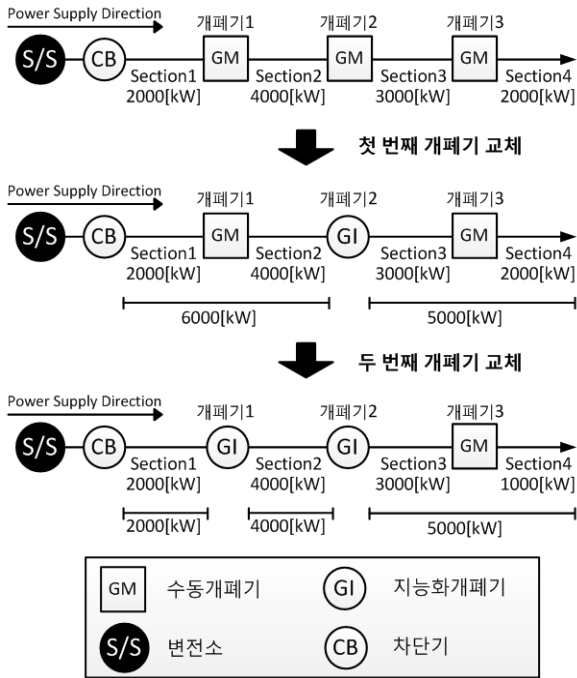 Power Supply Direction
개폐기1 개폐기2 개폐기3
S/S CB GM GM GM
Section1 Section2 Section3 Section4
2000[kW] 4000[kW] 3000[kW] 2000[kW]
첫 번째 개폐기 교체
Power Supply Direction
개폐기1 개폐기2 개폐기3
S/S CB GM GI GM
Section1 Section2 Section3 Section4
2000[kW] 4000[kW] 3000[kW] 2000[kW]
6000[kW] 5000[kW]
두 번째 개폐기 교체
Power Supply Direction
개폐기1 개폐기2 개폐기3
S/S CB GI GI GM
Section1 Section2 Section3 Section4
2000[kW] 4000[kW] 3000[kW] 1000[kW]
2000[kW] 4000[kW] 5000[kW]
GM 수동개폐기 GI 지능화개폐기
S/S 변전소 CB 차단기